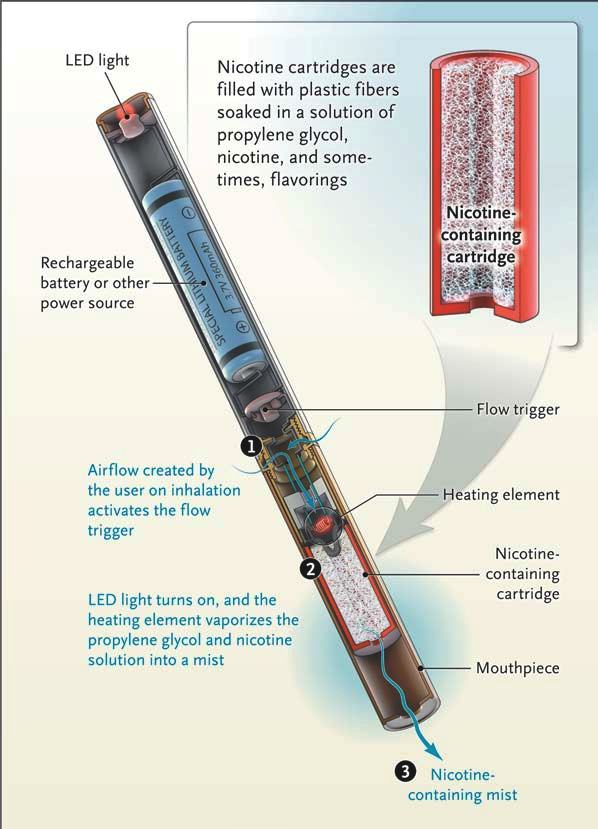 LED light
Nicotine cartridges are
filled with plastic fibers
soaked in a solution of
propylene glycol,
nicotine, and some-
times, flavorings
Nicotine-
containing
cartridge
Rechargeable
battery or other
power source
SPECIAL LITHIUM BATTERY
3.7V 360mAh
Flow trigger
1
Airflow created by
the user on inhalation
activates the flow
trigger
Heating element
2
Nicotine-
containing
cartridge
LED light turns on, and the
heating element vaporizes the
propylene glycol and nicotine
solution into a mist
Mouthpiece
3
Nicotine-
containing mist